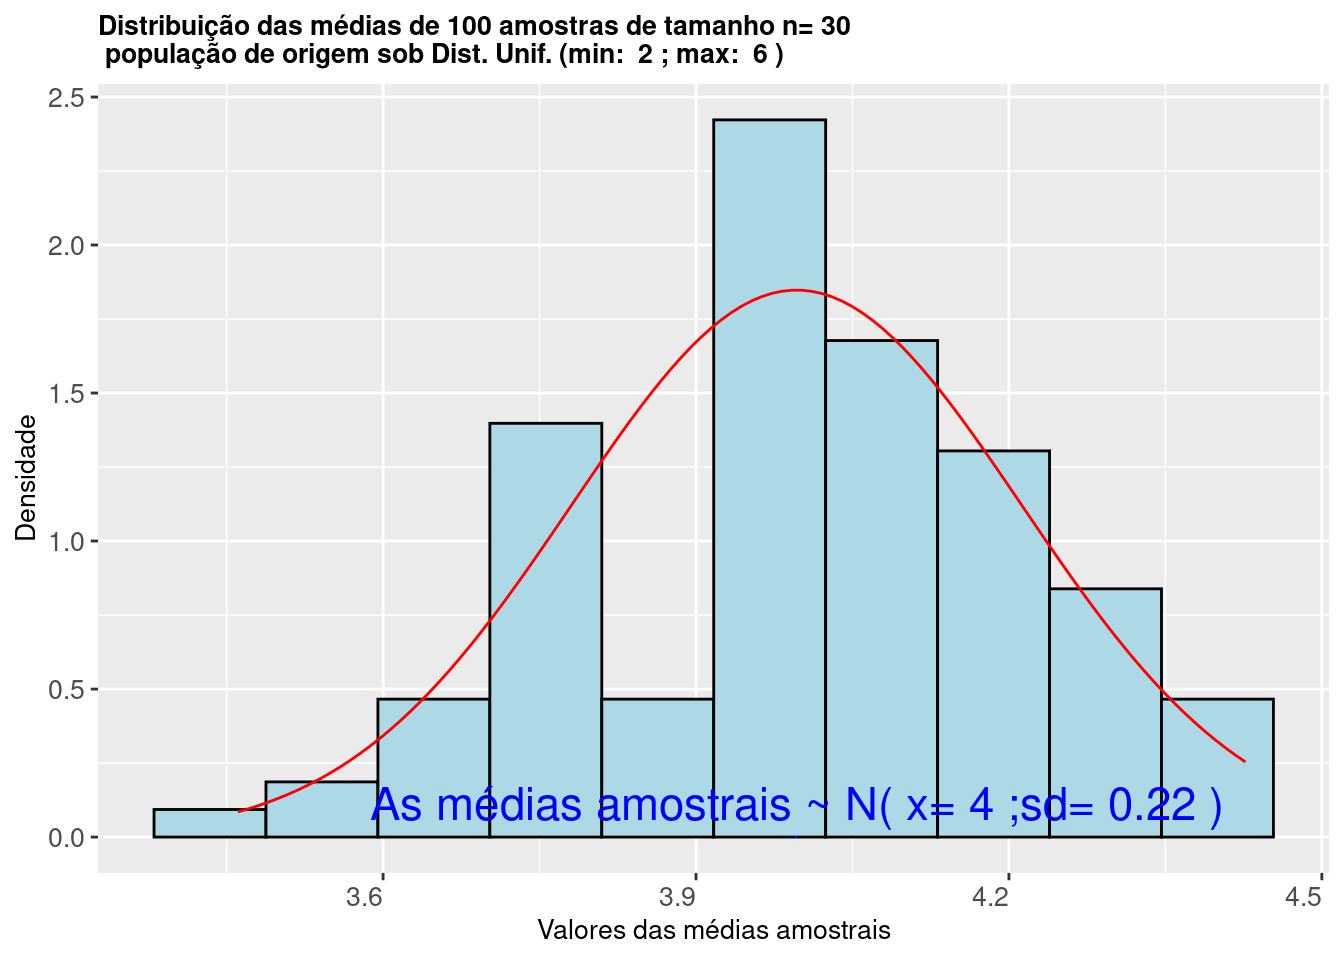 Distribuição das médias de 100 amostras de tamanho n= 30
população de origem sob Dist. Unif. (min:  2 ; max:  6 )
2.5
2.0
1.5
1.0
0.5
0.0
Densidade
As médias amostrais ~ N( x= 4 ;sd= 0.22 )
3.6
3.9
4.2
4.5
Valores das médias amostrais